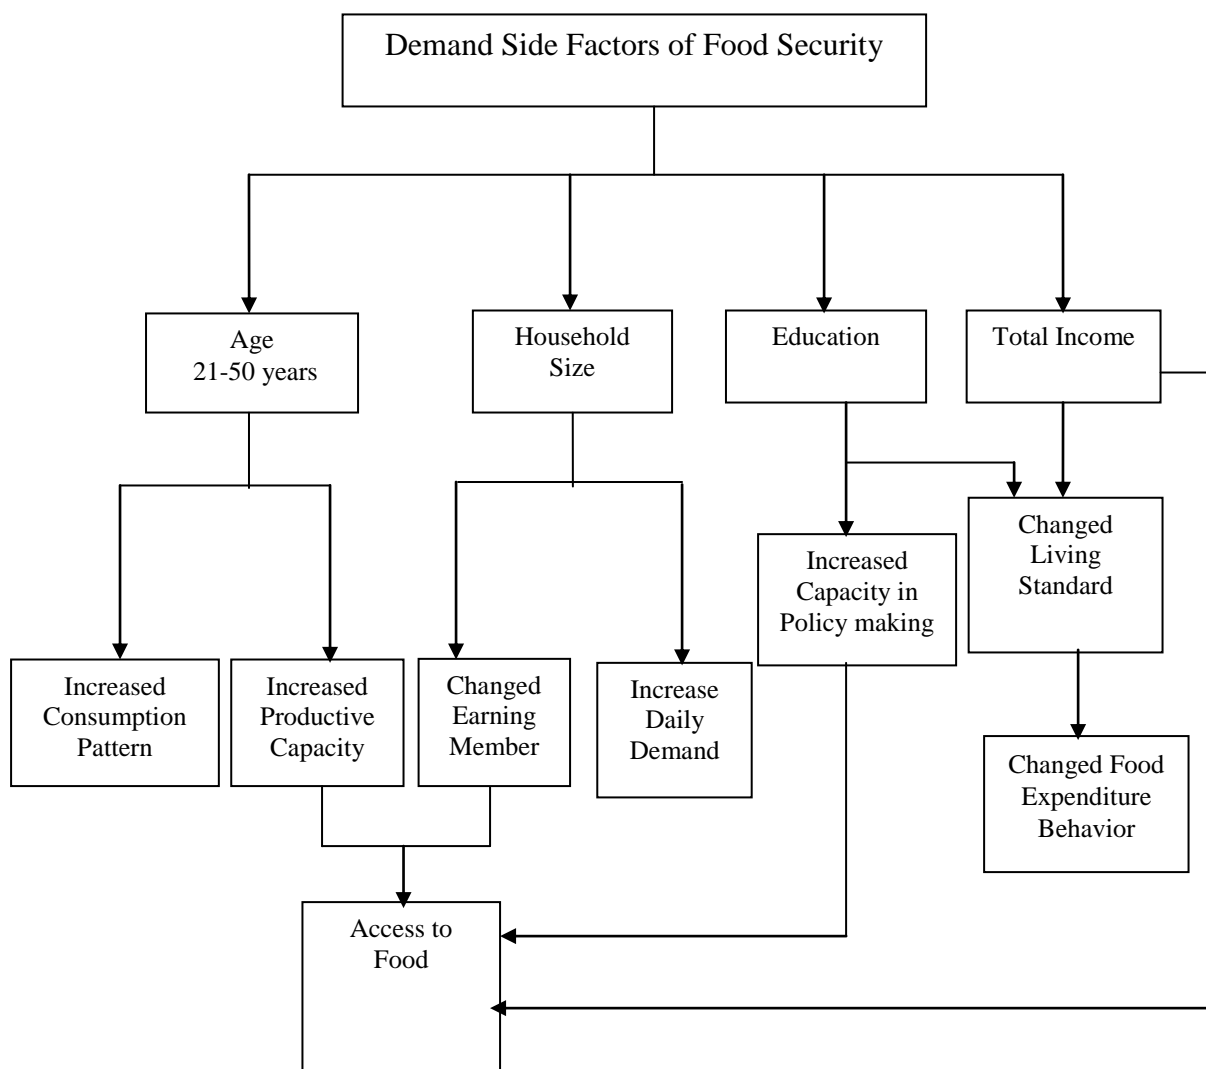 Demand Side Factors of Food Security
Age
21-50 years
Household
Size
Education
Total Income
Increased
Consumption
Pattern
Increased
Productive
Capacity
Changed
Earning
Member
Increase
Daily
Demand
Increased
Capacity in
Policy making
Changed
Living
Standard
Changed Food
Expenditure
Behavior
Access to
Food